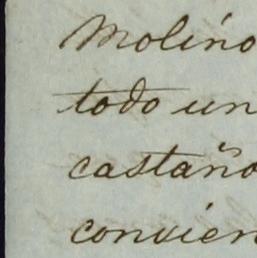 Molino
todo un
castaño
convien